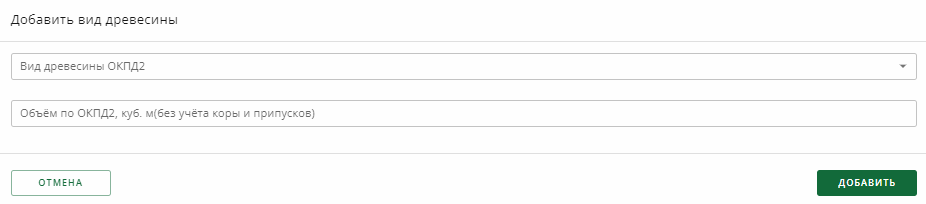 Добавить вид древесины
Вид древесины ОКПД2
Объём по ОКПД2, куб. м(без учёта коры и припусков)
ОТМЕНА
ДОБАВИТЬ